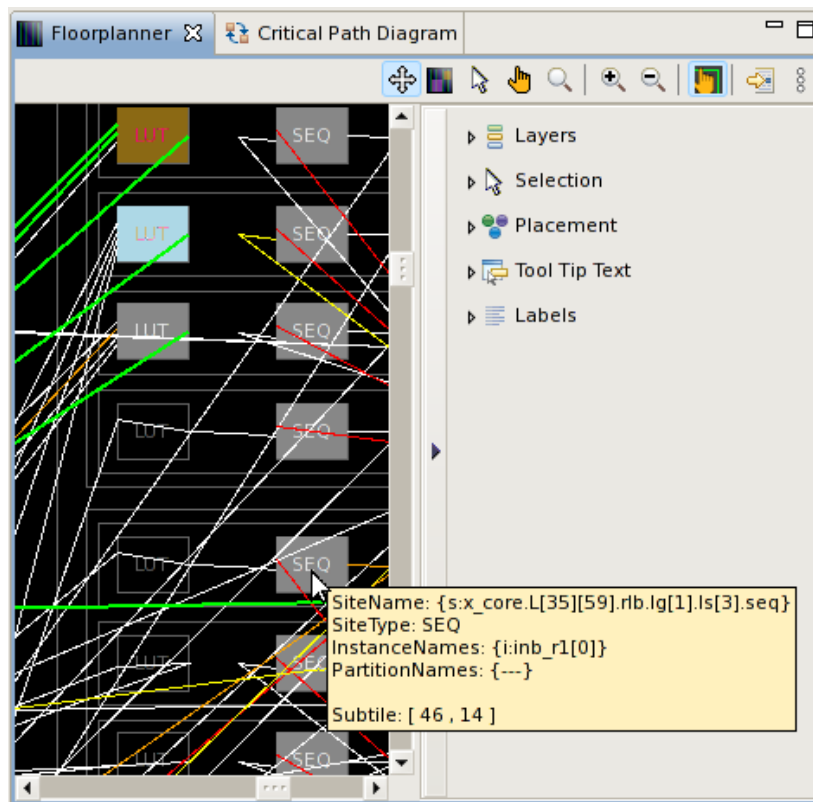 Floorplanner
Critical Path Diagram
LUT SEQ
LUT SEQ
LUT SEQ
LUT SEQ
LUT SEQ
LUT SEQ
LUT SEQ
Layers
Selection
Placement
Tool Tip Text
Labels
SiteName: {s:x_core.L[35][59].rlb.lg[1].ls[3].seq}
SiteType: SEQ
InstanceNames: {i:inb_r1[0]}
PartitionNames: {---}
Subtile: [ 46 , 14 ]